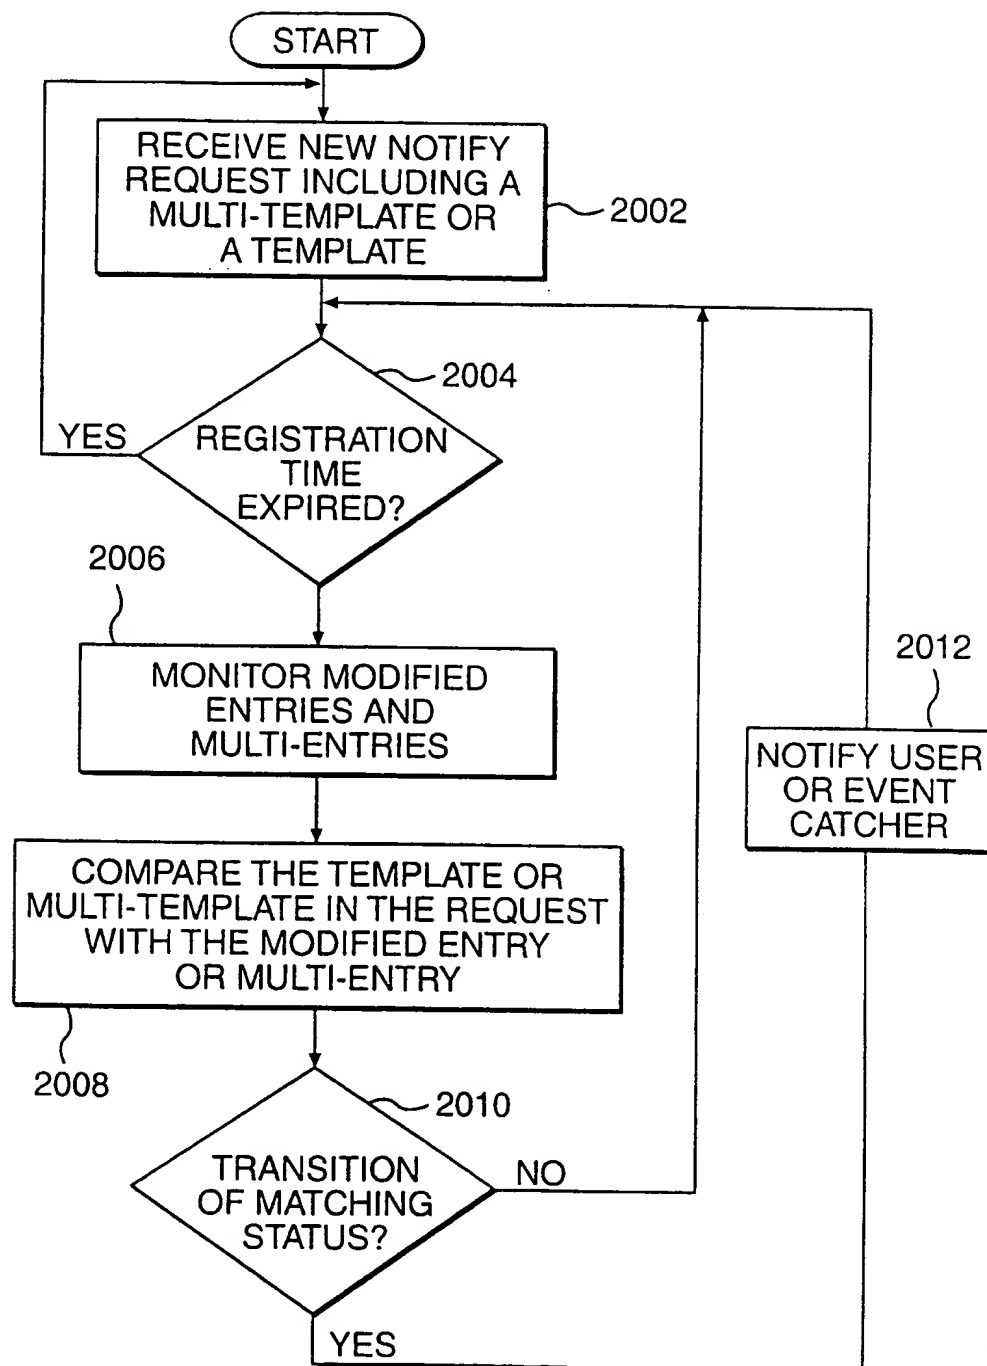 START
RECEIVE NEW NOTIFY
REQUEST INCLUDING A
MULTI-TEMPLATE OR
A TEMPLATE
2002
2004
YES
REGISTRATION
TIME
EXPIRED?
2006
MONITOR MODIFIED
ENTRIES AND
MULTI-ENTRIES
2012
NOTIFY USER
OR EVENT
CATCHER
COMPARE THE TEMPLATE OR
MULTI-TEMPLATE IN THE REQUEST
WITH THE MODIFIED ENTRY
OR MULTI-ENTRY
2008
2010
TRANSITION
OF MATCHING
STATUS?
NO
YES